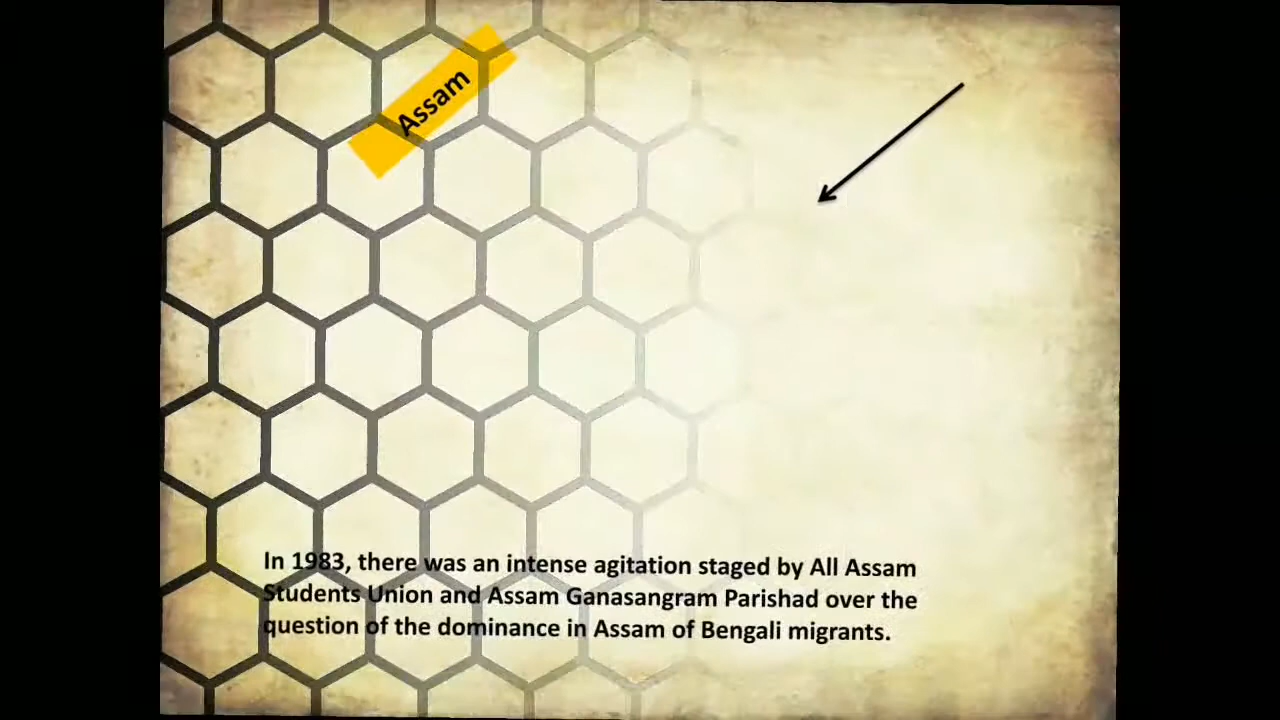 Assam
In 1983, there was an intense agitation staged by All Assam
Students Union and Assam Ganasangram Parishad over the
question of the dominance in Assam of Bengali migrants.